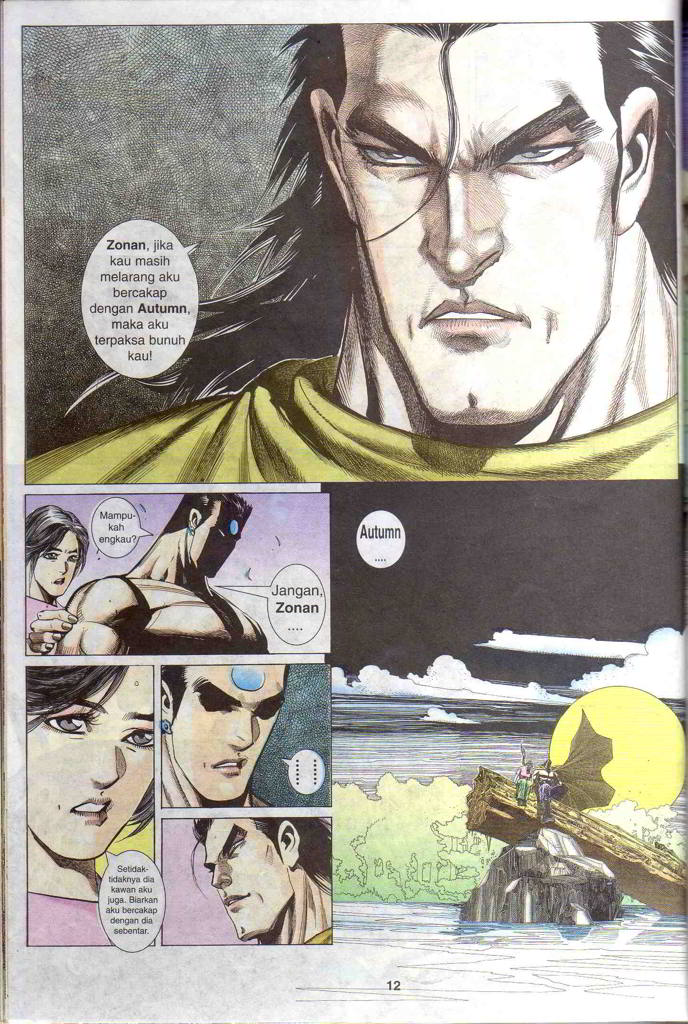 Zonan, jika
kau masih
melarang aku
bercakap
dengan Autumn,
maka aku
terpaksa bunuh
kau!
Mampu-
kah
engkau?
Jangan,
Zonan
....
Autumn
....
Setidak-
tidaknya dia
kawan aku
juga. Biarkan
aku bercakap
dengan dia
sebentar.
12